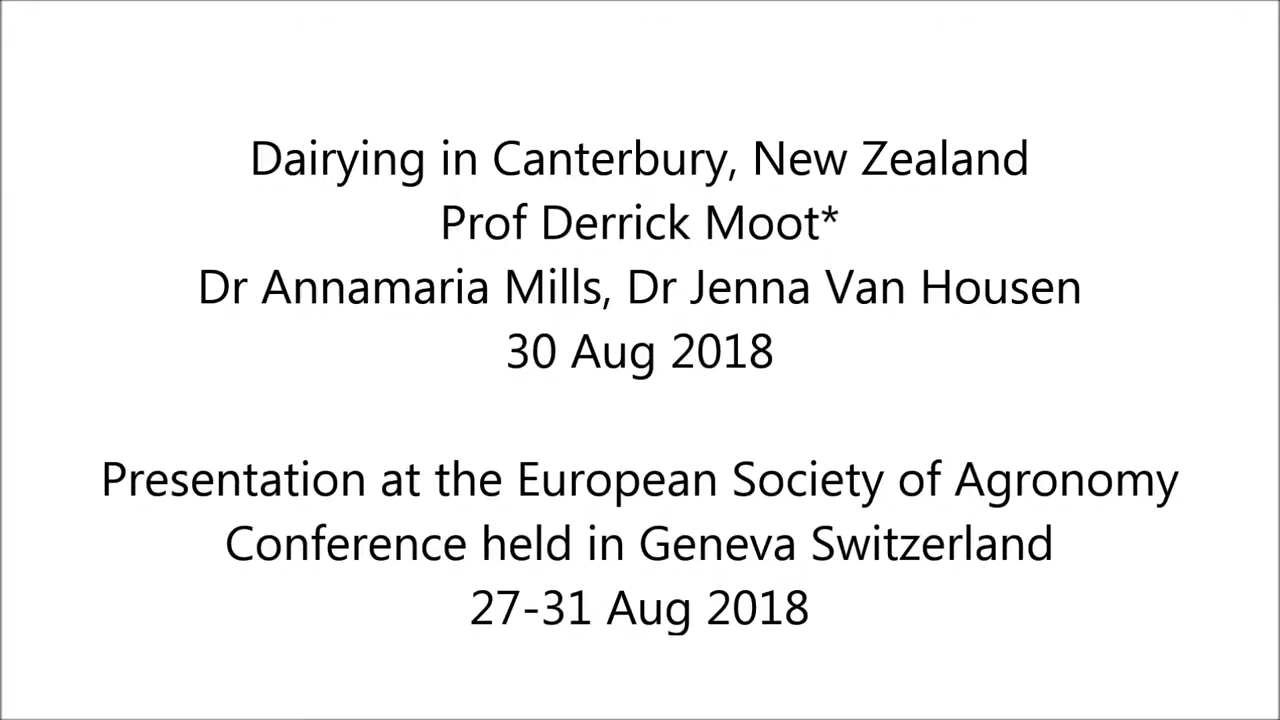 Dairying in Canterbury, New Zealand
Prof Derrick Moot*
Dr Annamaria Mills, Dr Jenna Van Housen
30 Aug 2018
Presentation at the European Society of Agronomy
Conference held in Geneva Switzerland
27-31 Aug 2018